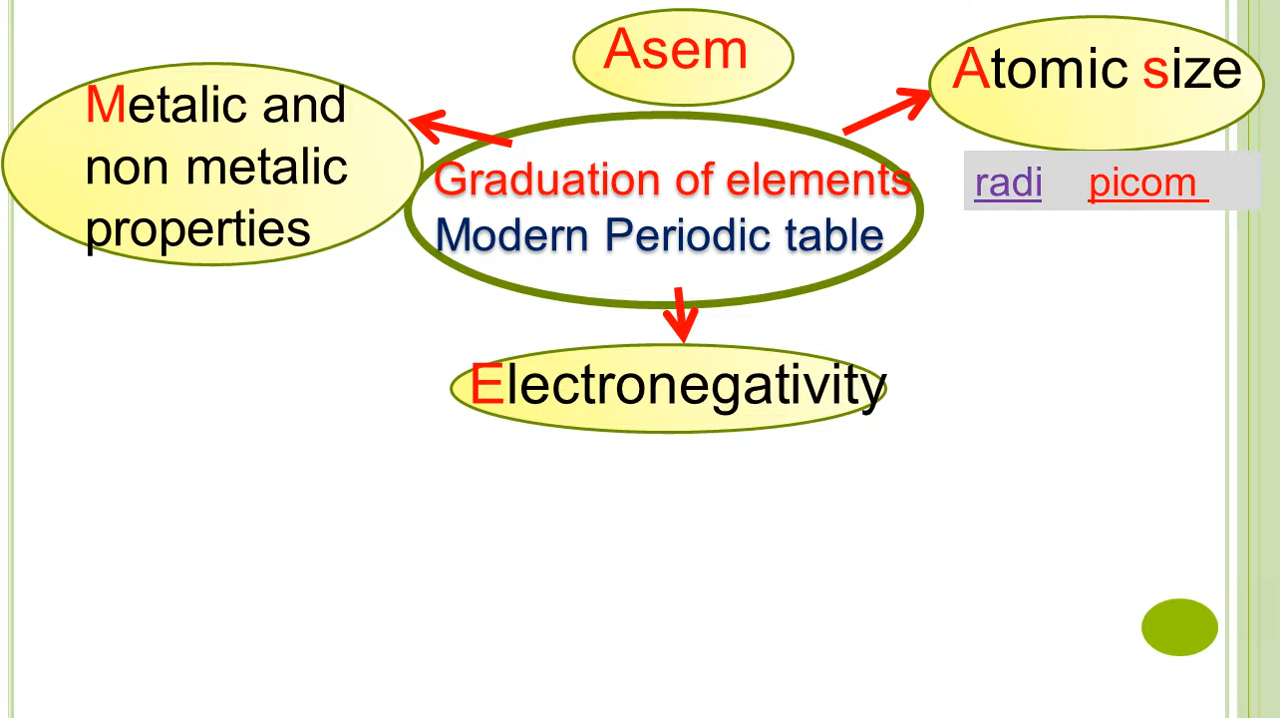 Asem
Atomic size
Metalic and
non metalic
properties
Graduation of elements
Modern Periodic table
radi picom
Electronegativity